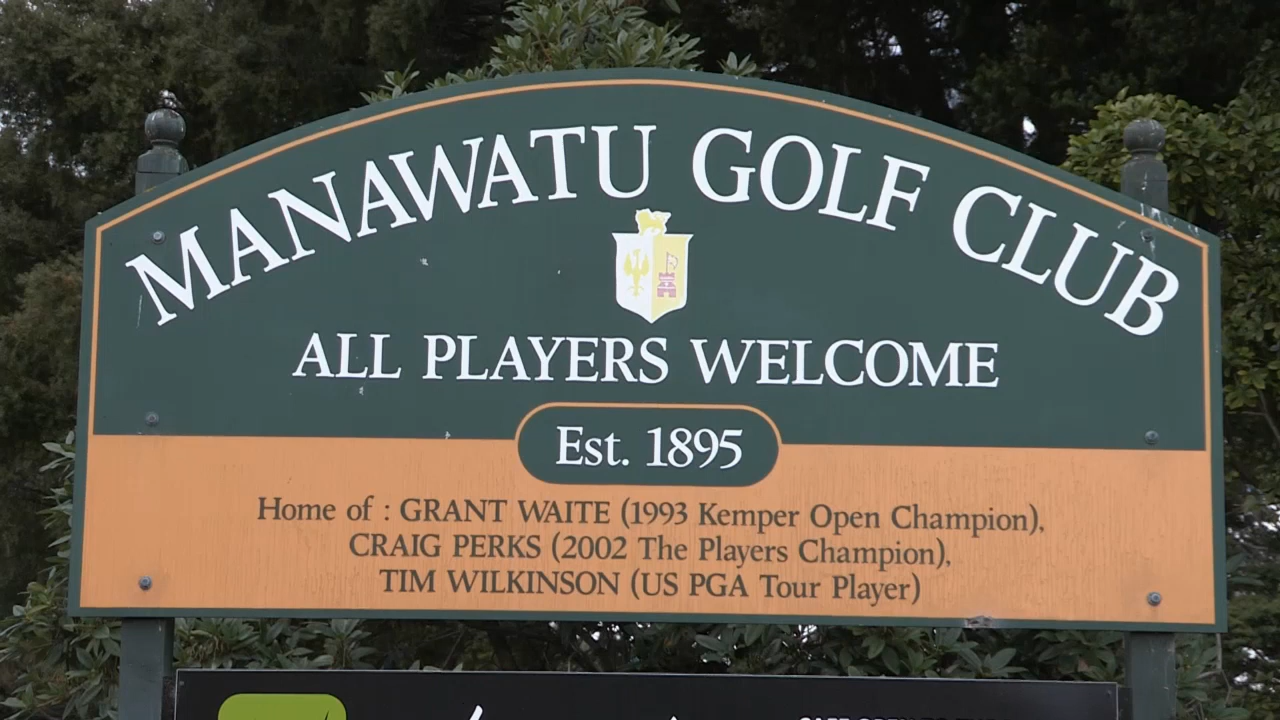 MANAWATU GOLF CLUB
ALL PLAYERS WELCOME
Est. 1895
Home of : GRANT WAITE (1993 Kemper Open Champion),
CRAIG PERKS (2002 The Players Champion),
TIM WILKINSON (US PGA Tour Player)